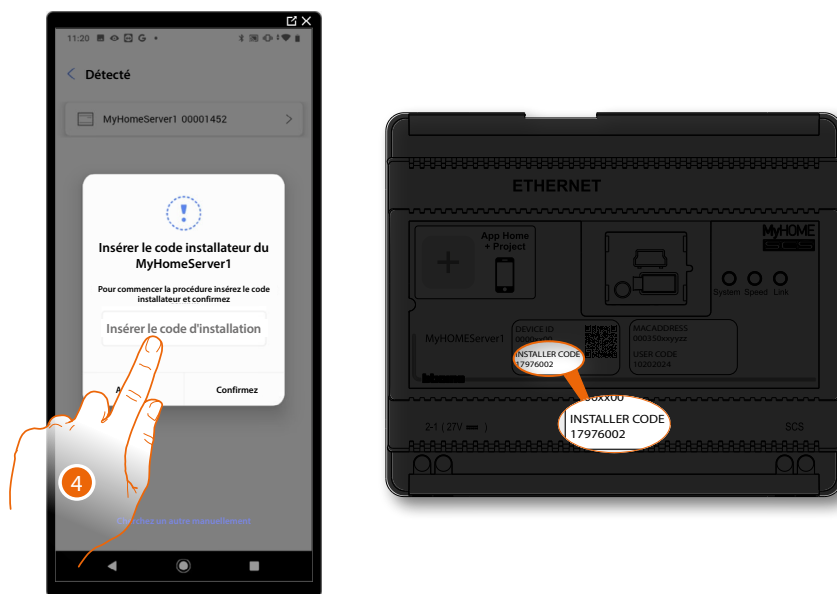 11:20
Détecté
MyHomeServer1 00001452
Insérer le code installateur du
MyHomeServer1
Pour commencer la procédure insérez le code
installateur et confirmez
Insérer le code d'installation
Confirmez
4
ETHERNET
App Home
+ Project
MyHOME
SCS
System Speed Link
MyHOMEServer1
DEVICE ID
MACADDRESS
000350xxyyzz
INSTALLER CODE
17976002
USER CODE
10202024
INSTALLER CODE
17976002
2-1 ( 27V ⎓ )
SCS